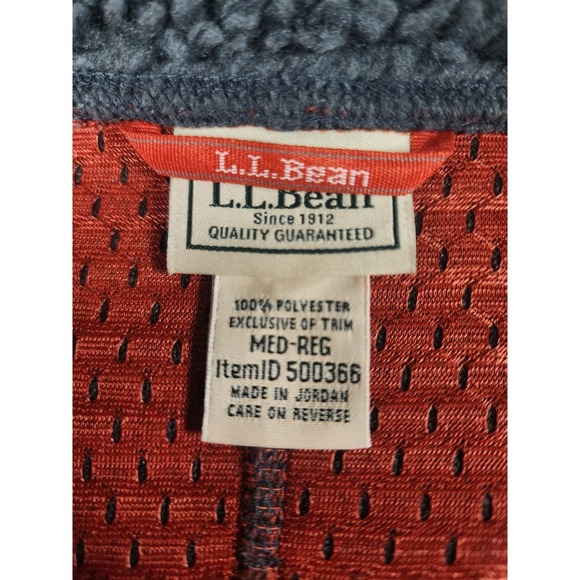 L.L.Bean
L.L.Bean
Since 1912
QUALITY GUARANTEED
100% POLYESTER
EXCLUSIVE OF TRIM
MED-REG
ItemID 500366
MADE IN JORDAN
CARE ON REVERSE